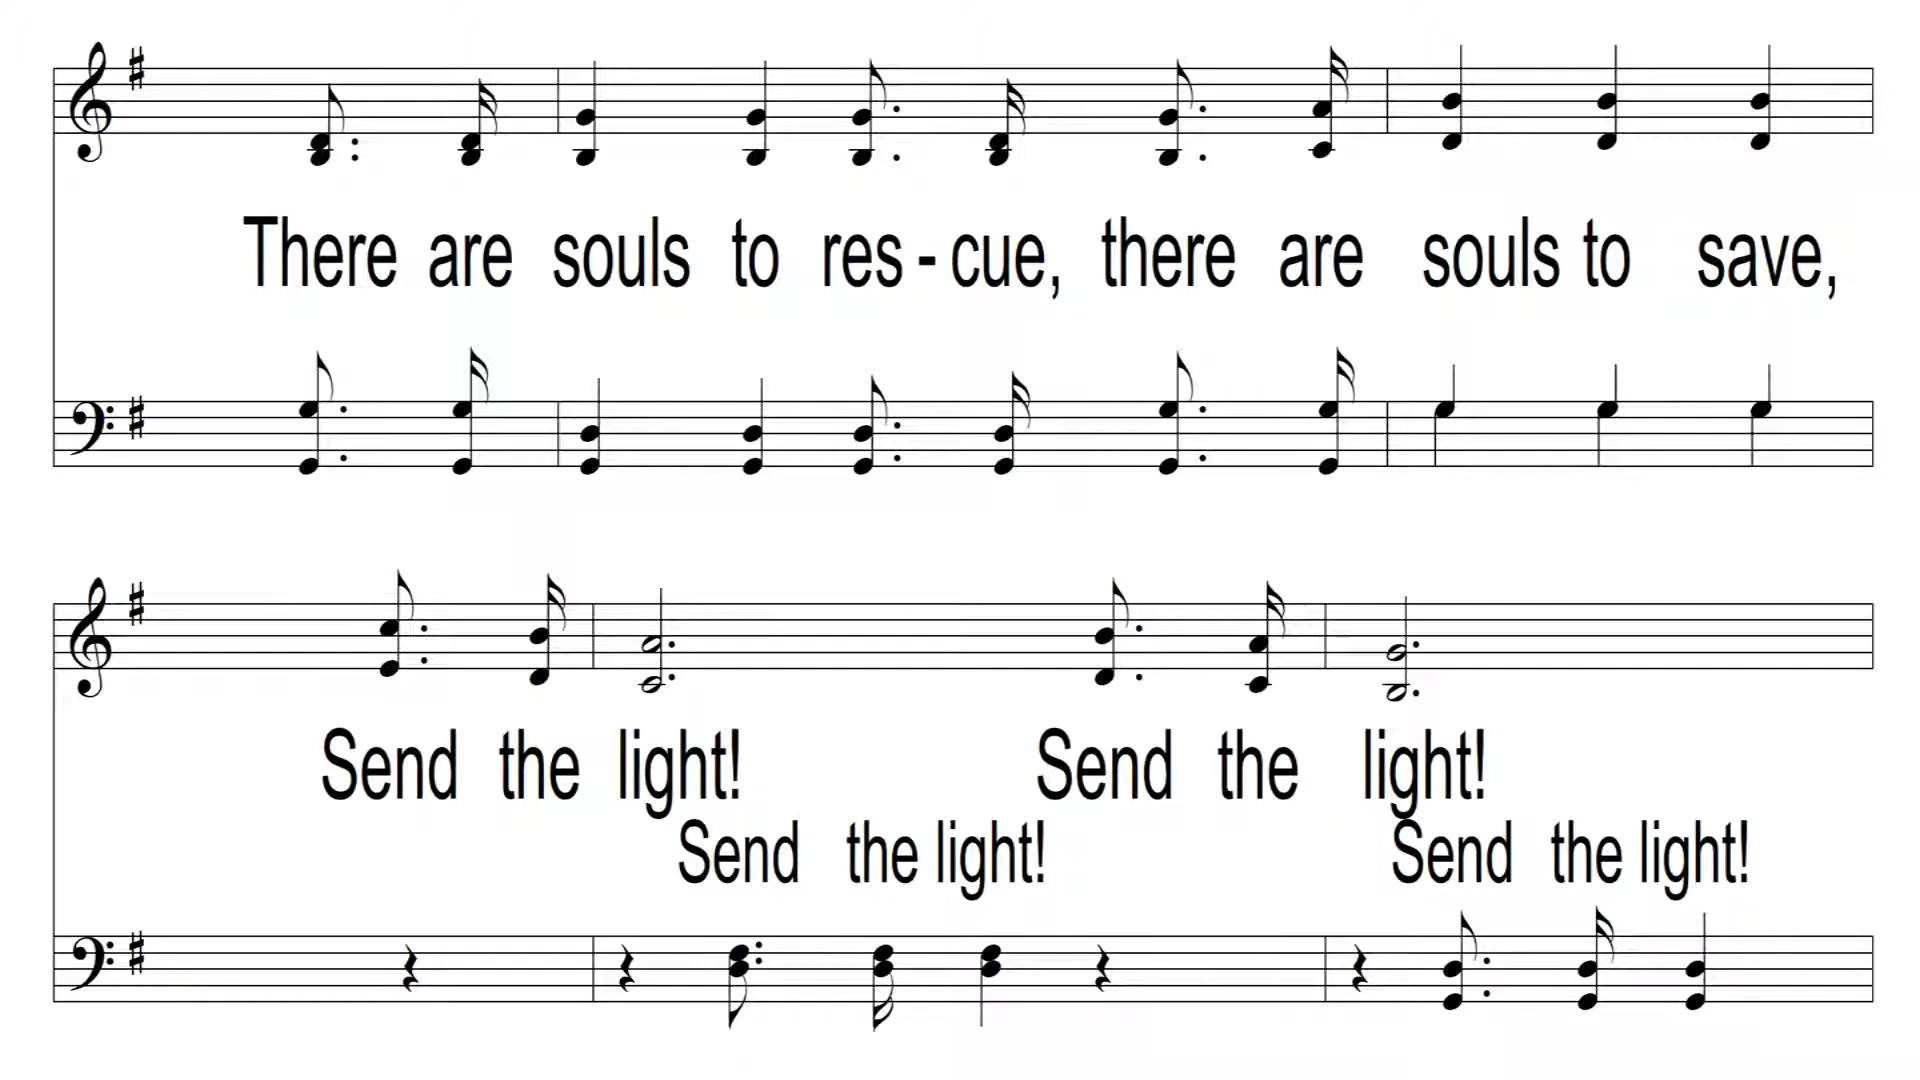 There are souls to res - cue, there are souls to save,
Send the light! Send the light!
Send the light! Send the light!